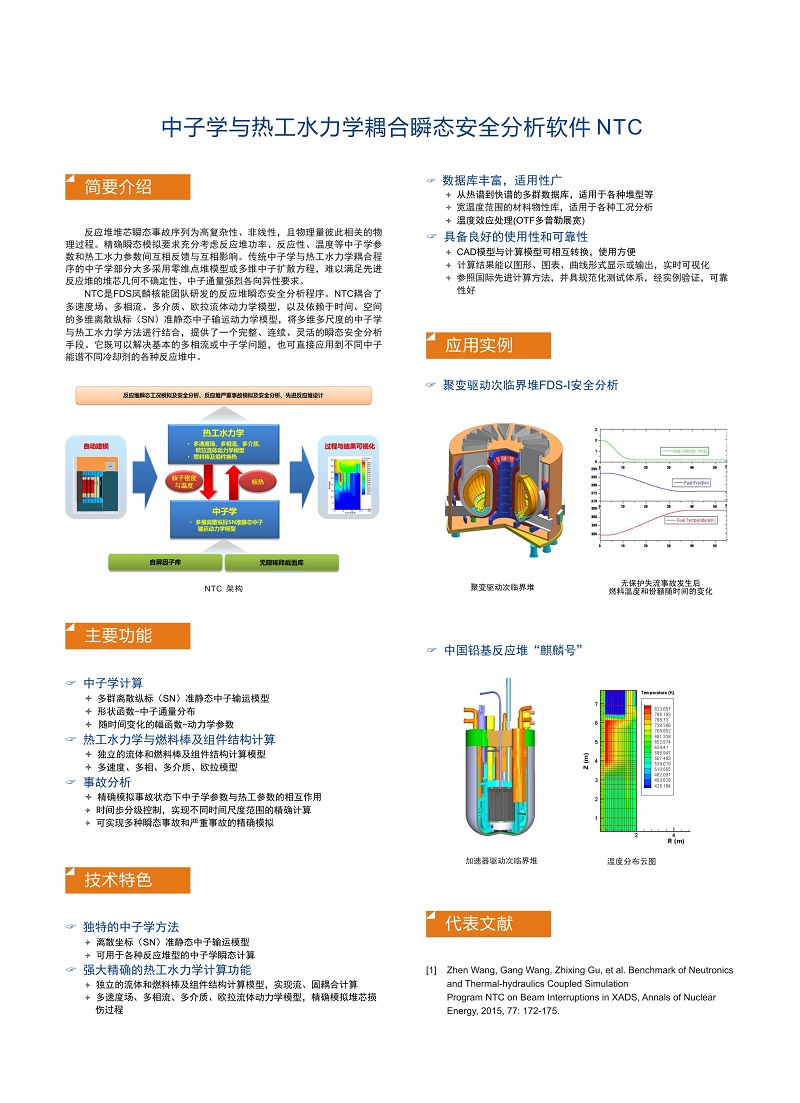 中子学与热工水力学耦合瞬态安全分析软件 NTC
简要介绍
反应堆堆芯瞬态事故序列为高复杂性、非线性，且物理量彼此相关的物
理过程。精确瞬态模拟要求充分考虑反应堆功率、反应性、温度等中子学参
数和热工水力参数间互相反馈与互相影响。传统中子学与热工水力学耦合程
序的中子学部分大多采用零维点堆模型或多维中子扩散方程，难以满足先进
反应堆的堆芯几何不确定性、中子通量强烈各向异性要求。
NTC是FDS凤麟核能团队研发的反应堆瞬态安全分析程序。NTC耦合了
多速度场、多相流、多介质、欧拉流体动力学模型，以及依赖于时间、空间
的多维离散纵标（SN）准静态中子输运动力学模型，将多维多尺度的中子学
与热工水力学方法进行结合，提供了一个完整、连续、灵活的瞬态安全分析
手段。它既可以解决基本的多相流或中子学问题，也可直接应用到不同中子
能谱不同冷却剂的各种反应堆中。
反应堆瞬态工况模拟及安全分析、反应堆严重事故模拟及安全分析、先进反应堆设计
自动建模
热工水力学
• 多速度场、多相流、多介质、
欧拉流体动力学模型
• 燃料棒及组件换热
过程与结果可视化
核子密度
与温度
核热
中子学
• 多维离散纵标SN准静态中子
输运动力学模型
自屏因子库
无限稀释截面库
NTC 架构
主要功能
中子学计算
多群离散纵标（SN）准静态中子输运模型
形状函数-中子通量分布
随时间变化的幅函数-动力学参数
热工水力学与燃料棒及组件结构计算
独立的流体和燃料棒及组件结构计算模型
多速度、多相、多介质、欧拉模型
事故分析
精确模拟事故状态下中子学参数与热工参数的相互作用
时间步分级控制，实现不同时间尺度范围的精确计算
可实现多种瞬态事故和严重事故的精确模拟
技术特色
独特的中子学方法
离散坐标（SN）准静态中子输运模型
可用于各种反应堆型的中子学瞬态计算
强大精确的热工水力学计算功能
独立的流体和燃料棒及组件结构计算模型，实现流、固耦合计算
多速度场、多相流、多介质、欧拉流体动力学模型，精确模拟堆芯损
伤过程
数据库丰富，适用性广
从热谱到快谱的多群数据库，适用于各种堆型等
宽温度范围的材料物性库，适用于各种工况分析
温度效应处理(OTF多普勒展宽)
具备良好的使用性和可靠性
CAD模型与计算模型可相互转换，使用方便
计算结果能以图形、图表、曲线形式显示或输出，实时可视化
参照国际先进计算方法，并具规范化测试体系，经实例验证，可靠
性好
应用实例
聚变驱动次临界堆FDS-I安全分析
Fuel Fraction
Fuel Temperature(K)
聚变驱动次临界堆
无保护失流事故发生后
燃料温度和份额随时间的变化
中国铅基反应堆“麒麟号”
Temperature (K)
Z (m)
7
6
5
4
3
2
1
2 4
R (m)
加速器驱动次临界堆
温度分布云图
代表文献
[1] Zhen Wang, Gang Wang, Zhixing Gu, et al. Benchmark of Neutronics
and Thermal-hydraulics Coupled Simulation
Program NTC on Beam Interruptions in XADS, Annals of Nuclear
Energy, 2015, 77: 172-175.